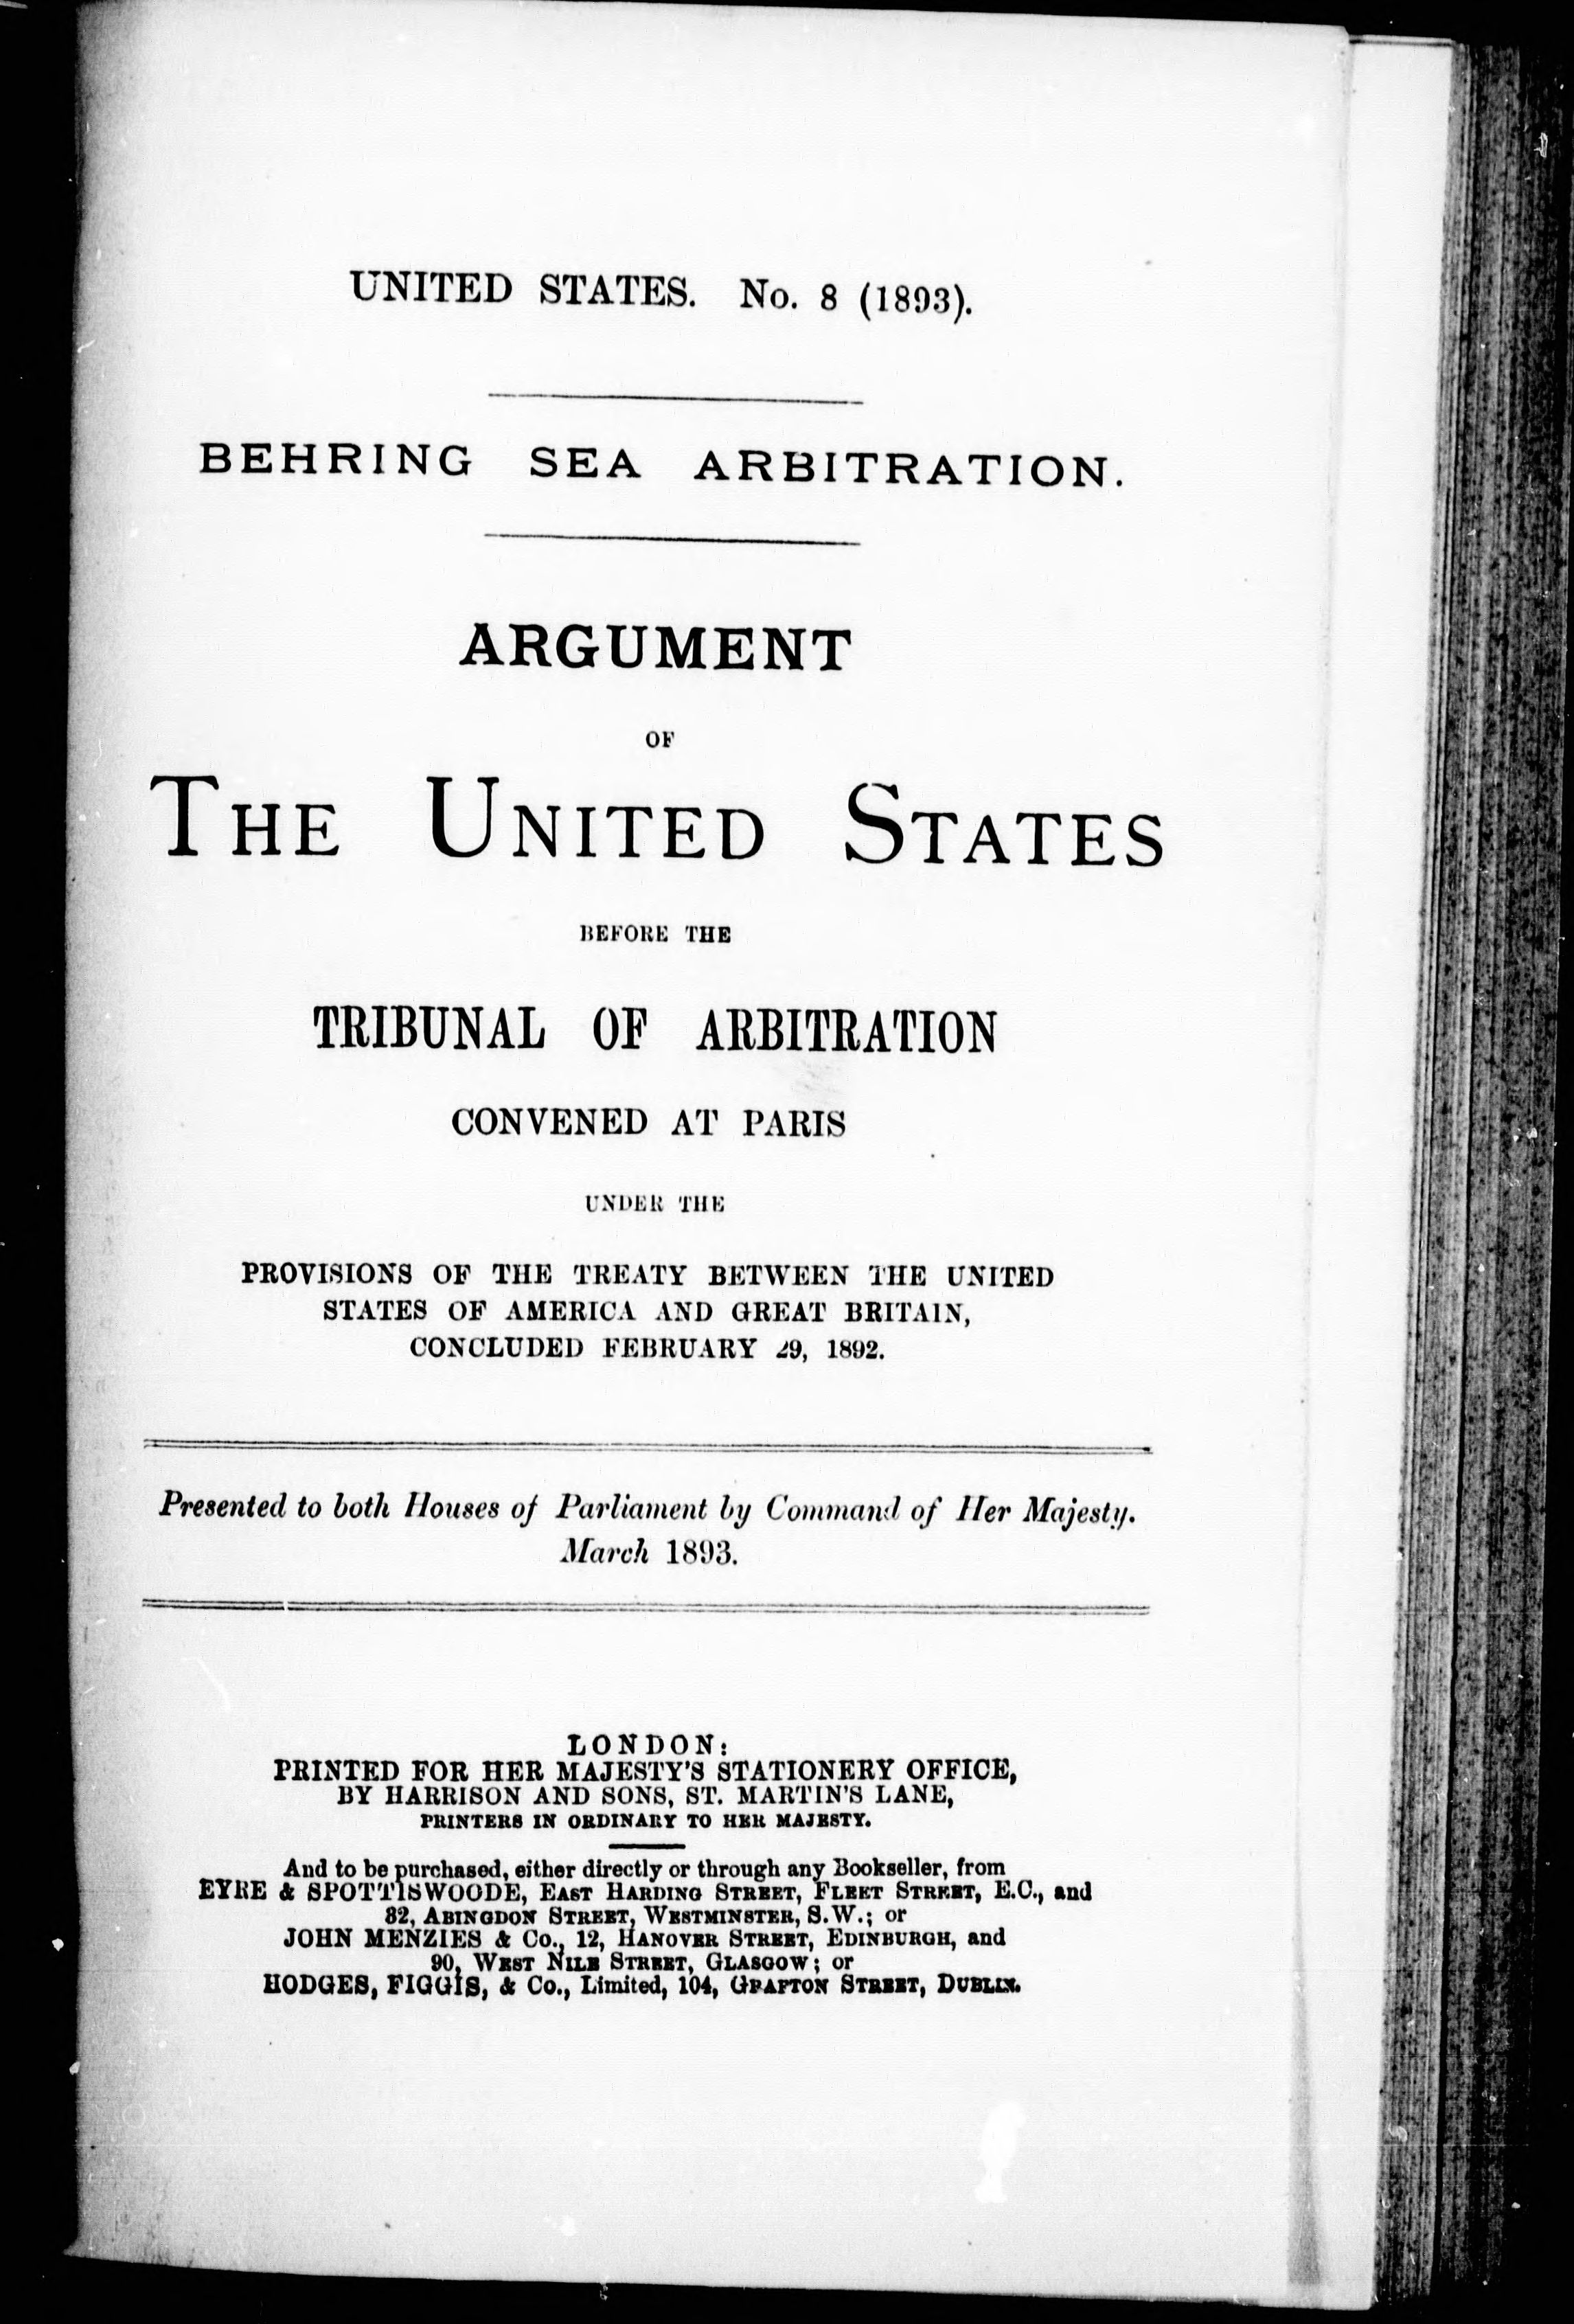 UNITED STATES. No. 8 (1893).
BEHRING SEA ARBITRATION.
ARGUMENT
OF
THE UNITED STATES
BEFORE THE
TRIBUNAL OF ARBITRATION
CONVENED AT PARIS
UNDER THE
PROVISIONS OF THE TREATY BETWEEN THE UNITED
STATES OF AMERICA AND GREAT BRITAIN,
CONCLUDED FEBRUARY 29, 1892.
Presented to both Houses of Parliament by Command of Her Majesty.
March 1893.
LONDON:
PRINTED FOR HER MAJESTY'S STATIONERY OFFICE,
BY HARRISON AND SONS, ST. MARTIN'S LANE,
PRINTERS IN ORDINARY TO HER MAJESTY.
And to be purchased, either directly or through any Bookseller, from
EYRE & SPOTTISWOODE, EAST HARDING STREET, FLEET STREET, E.C., and
32, ABINGDON STREET, WESTMINSTER, S.W.; or
JOHN MENZIES & Co., 12, HANOVER STREET, EDINBURGH, and
90, WEST NILE STREET, GLASGOW; or
HODGES, FIGGIS, & Co., Limited, 104, GRAFTON STREET, DUBLIN.